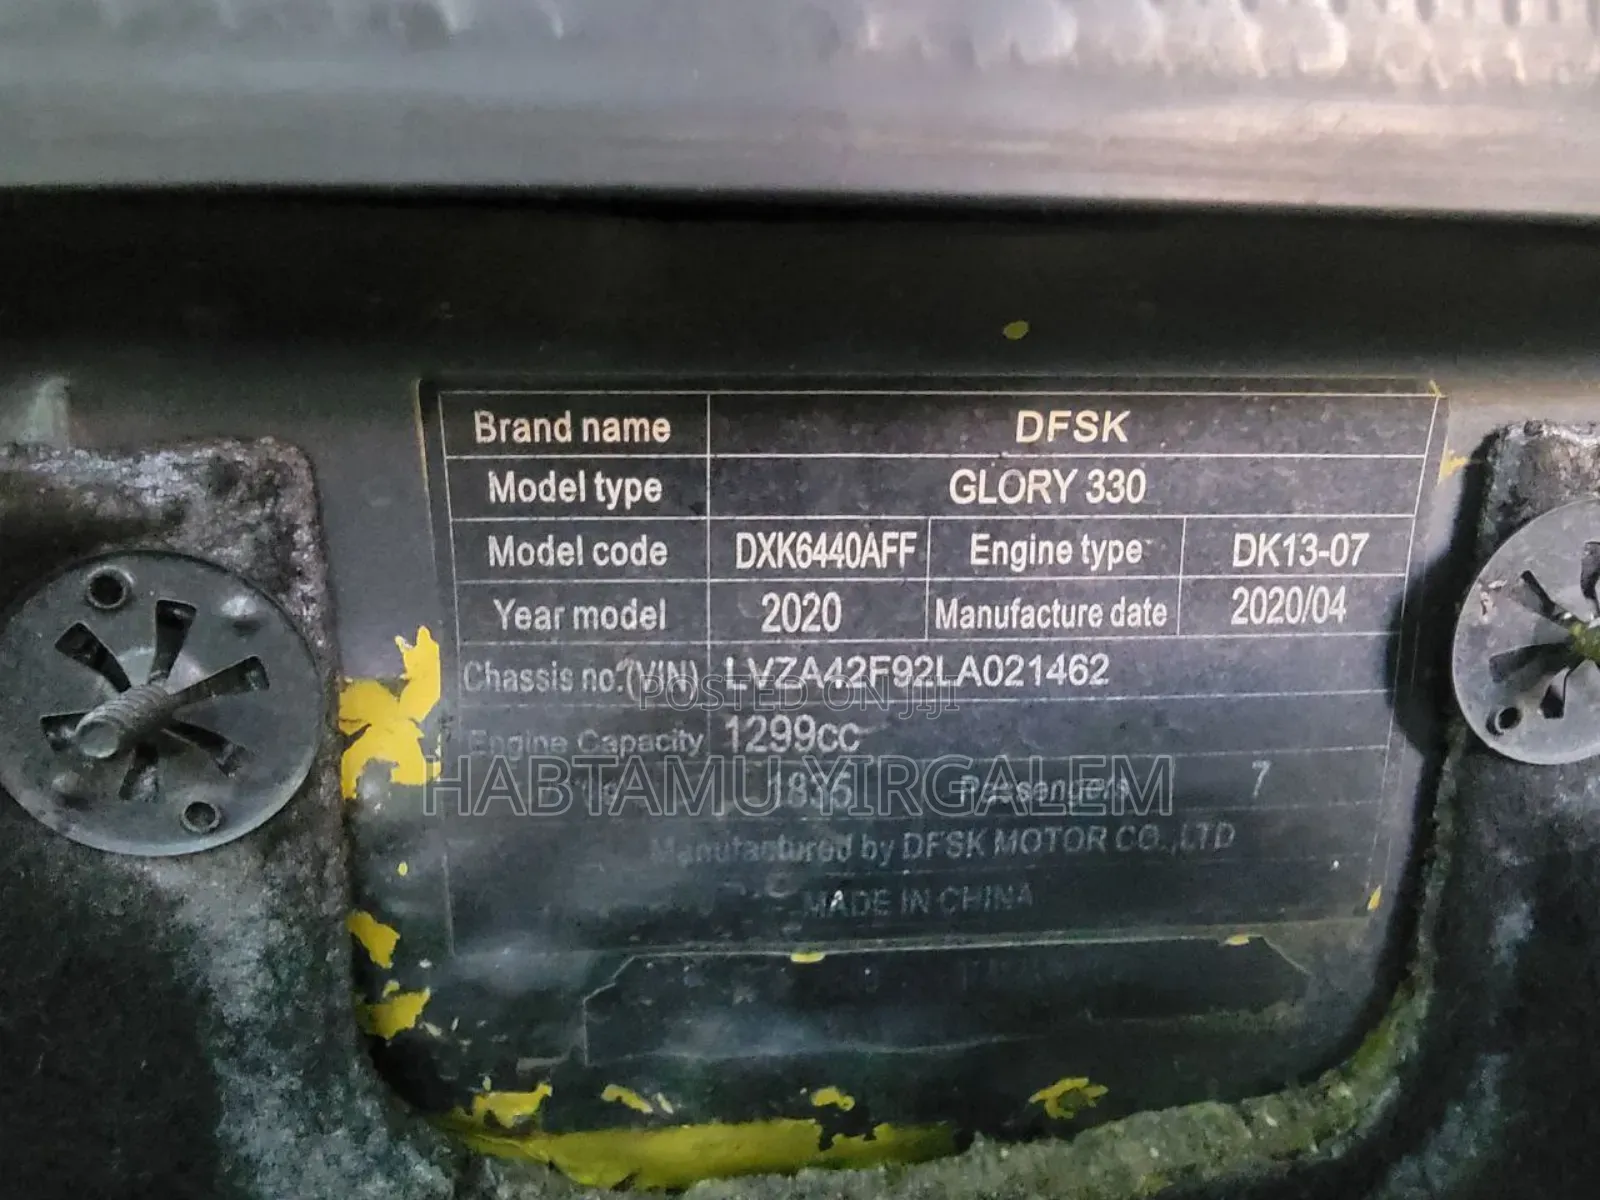 Brand name DFSK
Model type GLORY 330
Model code DXK6440AFF Engine type DK13-07
Year model 2020 Manufacture date 2020/04
Chassis no.(VIN) LVZA42F92LA021462
POSTED ON JIJI
Engine Capacity 1299cc
HABTAMU YIRGALEM
1835 Passengers 7
Manufactured by DFSK MOTOR CO.,LTD
MADE IN CHINA